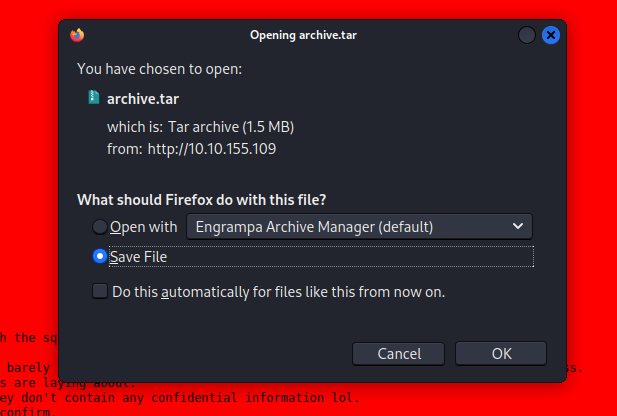 Opening archive.tar
You have chosen to open:
archive.tar
which is: Tar archive (1.5 MB)
from: http://10.10.155.109
What should Firefox do with this file?
Open with Engrampa Archive Manager (default)
Save File
Do this automatically for files like this from now on.
Cancel OK
h the sq
barely ss.
s are laying about.
ey don't contain any confidential information lol.
confirm.